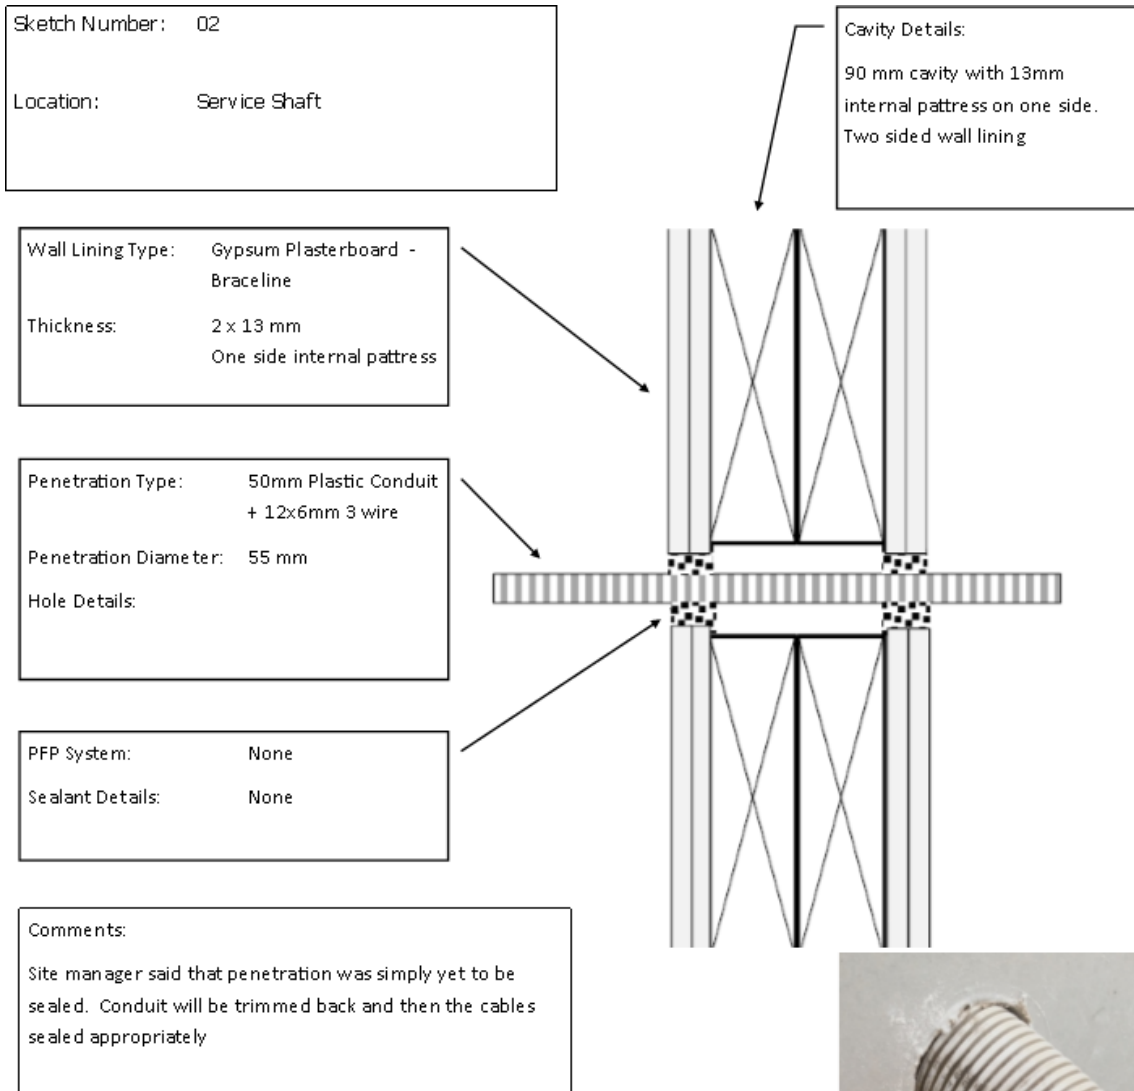 Sketch Number: 02
Location: Service Shaft
Cavity Details:
90 mm cavity with 13mm
internal pattress on one side.
Two sided wall lining
Wall Lining Type: Gypsum Plasterboard -
Braceline
Thickness: 2 x 13 mm
One side internal pattress
Penetration Type: 50mm Plastic Conduit
+ 12x6mm 3 wire
Penetration Diameter: 55 mm
Hole Details:
PFP System: None
Sealant Details: None
Comments:
Site manager said that penetration was simply yet to be
sealed. Conduit will be trimmed back and then the cables
sealed appropriately